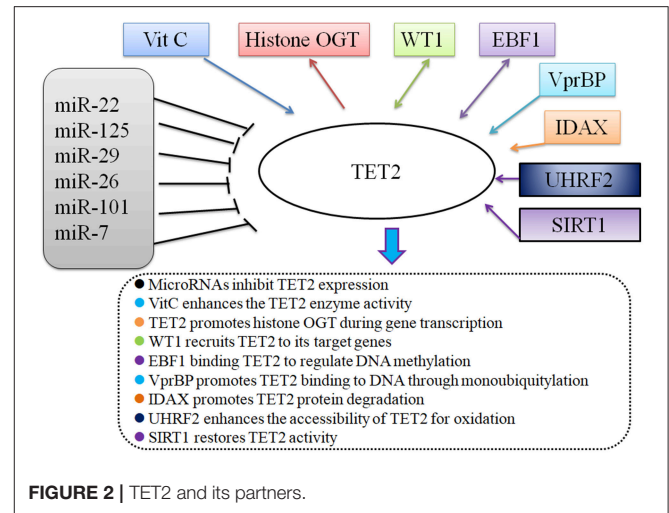 Vit C
Histone OGT
WT1
EBF1
VprBP
IDAX
UHRF2
SIRT1
miR-22
miR-125
miR-29
miR-26
miR-101
miR-7
TET2
MicroRNAs inhibit TET2 expression
VitC enhances the TET2 enzyme activity
TET2 promotes histone OGT during gene transcription
WT1 recruits TET2 to its target genes
EBF1 binding TET2 to regulate DNA methylation
VprBP promotes TET2 binding to DNA through monoubiquitylation
IDAX promotes TET2 protein degradation
UHRF2 enhances the accessibility of TET2 for oxidation
SIRT1 restores TET2 activity
FIGURE 2 | TET2 and its partners.